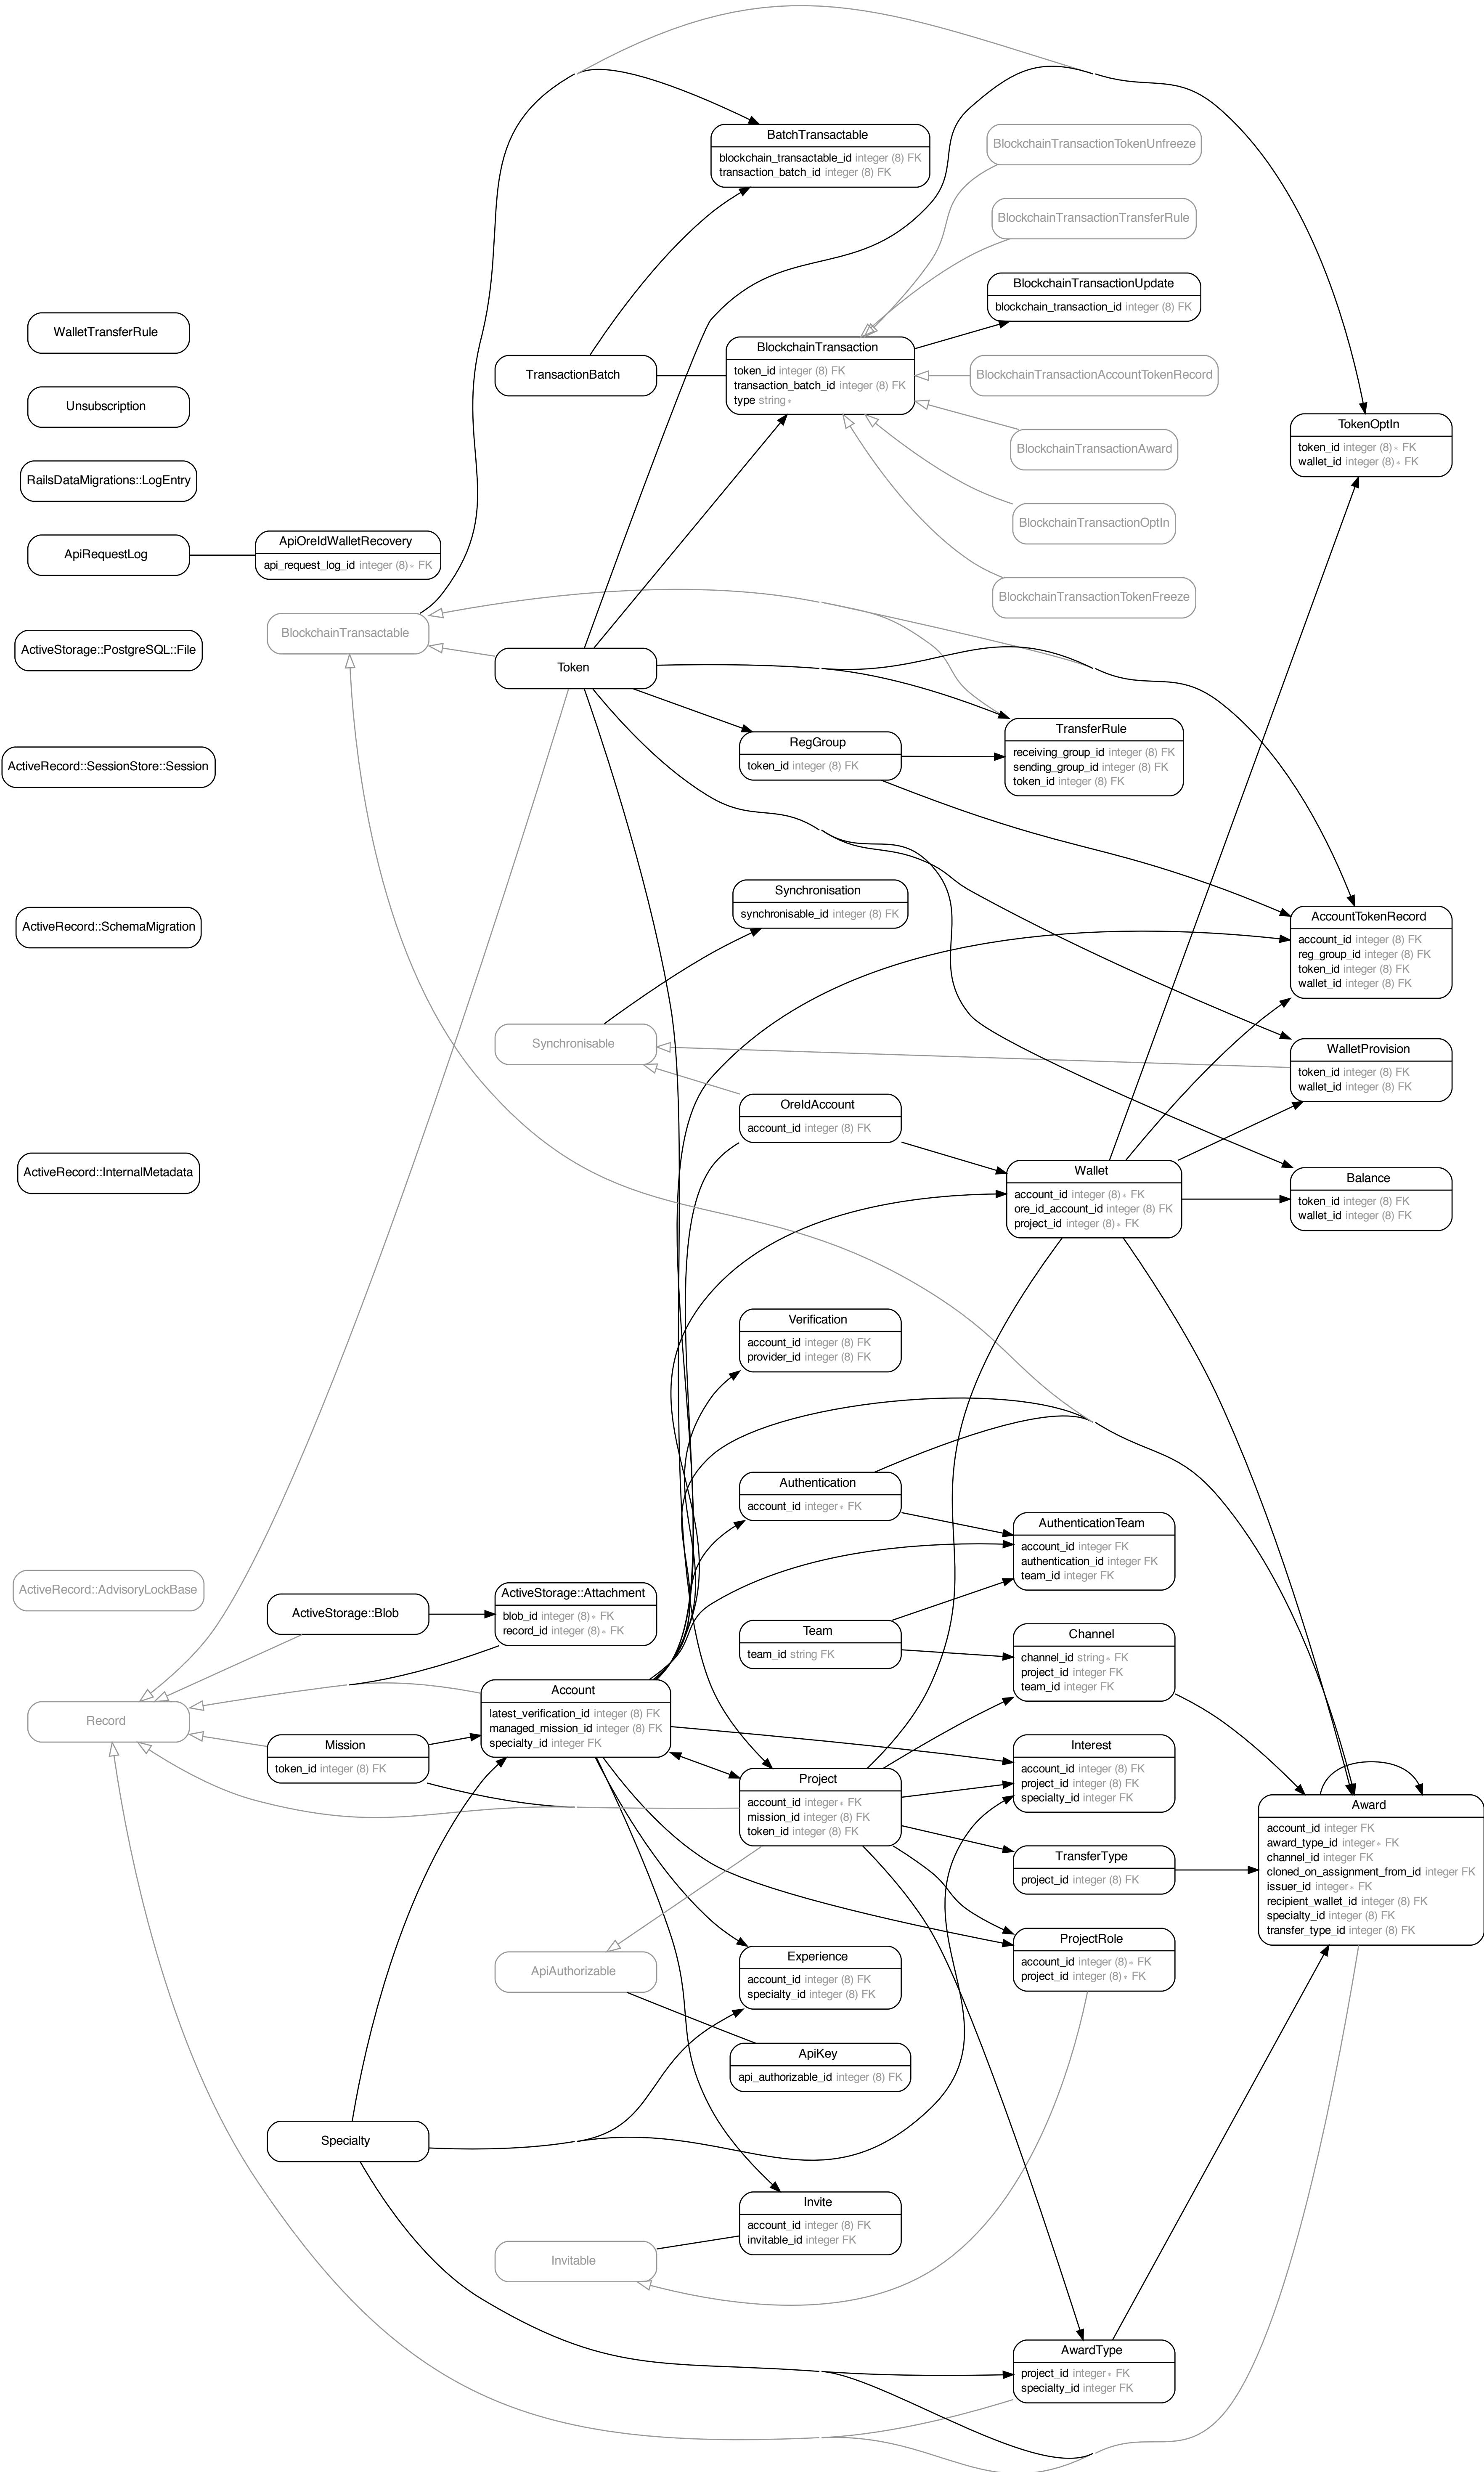 BatchTransactable
blockchain_transactable_id integer (8) FK
transaction_batch_id integer (8) FK
BlockchainTransactionTokenUnfreeze
BlockchainTransactionTransferRule
BlockchainTransactionUpdate
blockchain_transaction_id integer (8) FK
WalletTransferRule
BlockchainTransaction
token_id integer (8) FK
transaction_batch_id integer (8) FK
type string∗
TransactionBatch
BlockchainTransactionAccountTokenRecord
Unsubscription
TokenOptIn
token_id integer (8)∗ FK
wallet_id integer (8)∗ FK
BlockchainTransactionAward
RailsDataMigrations::LogEntry
BlockchainTransactionOptIn
ApiRequestLog
ApiOreIdWalletRecovery
api_request_log_id integer (8)∗ FK
BlockchainTransactionTokenFreeze
BlockchainTransactable
ActiveStorage::PostgreSQL::File
Token
TransferRule
receiving_group_id integer (8) FK
sending_group_id integer (8) FK
token_id integer (8) FK
RegGroup
token_id integer (8) FK
ActiveRecord::SessionStore::Session
Synchronisation
synchronisable_id integer (8) FK
ActiveRecord::SchemaMigration
AccountTokenRecord
account_id integer (8) FK
reg_group_id integer (8) FK
token_id integer (8) FK
wallet_id integer (8) FK
Synchronisable
WalletProvision
token_id integer (8) FK
wallet_id integer (8) FK
OreIdAccount
account_id integer (8) FK
ActiveRecord::InternalMetadata
Wallet
account_id integer (8)∗ FK
ore_id_account_id integer (8) FK
project_id integer (8)∗ FK
Balance
token_id integer (8) FK
wallet_id integer (8) FK
Verification
account_id integer (8) FK
provider_id integer (8) FK
Authentication
account_id integer∗ FK
AuthenticationTeam
account_id integer FK
authentication_id integer FK
team_id integer FK
ActiveRecord::AdvisoryLockBase
ActiveStorage::Blob
ActiveStorage::Attachment
blob_id integer (8)∗ FK
record_id integer (8)∗ FK
Team
team_id string FK
Channel
channel_id string∗ FK
project_id integer FK
team_id integer FK
Record
Account
latest_verification_id integer (8) FK
managed_mission_id integer (8) FK
specialty_id integer FK
Mission
token_id integer (8) FK
Interest
account_id integer (8) FK
project_id integer (8) FK
specialty_id integer FK
Project
account_id integer∗ FK
mission_id integer (8) FK
token_id integer (8) FK
Award
account_id integer FK
award_type_id integer∗ FK
channel_id integer FK
cloned_on_assignment_from_id integer FK
issuer_id integer∗ FK
recipient_wallet_id integer (8) FK
specialty_id integer (8) FK
transfer_type_id integer (8) FK
TransferType
project_id integer (8) FK
ProjectRole
account_id integer (8)∗ FK
project_id integer (8)∗ FK
ApiAuthorizable
Experience
account_id integer (8) FK
specialty_id integer (8) FK
ApiKey
api_authorizable_id integer (8) FK
Specialty
Invite
account_id integer (8) FK
invitable_id integer FK
Invitable
AwardType
project_id integer∗ FK
specialty_id integer FK